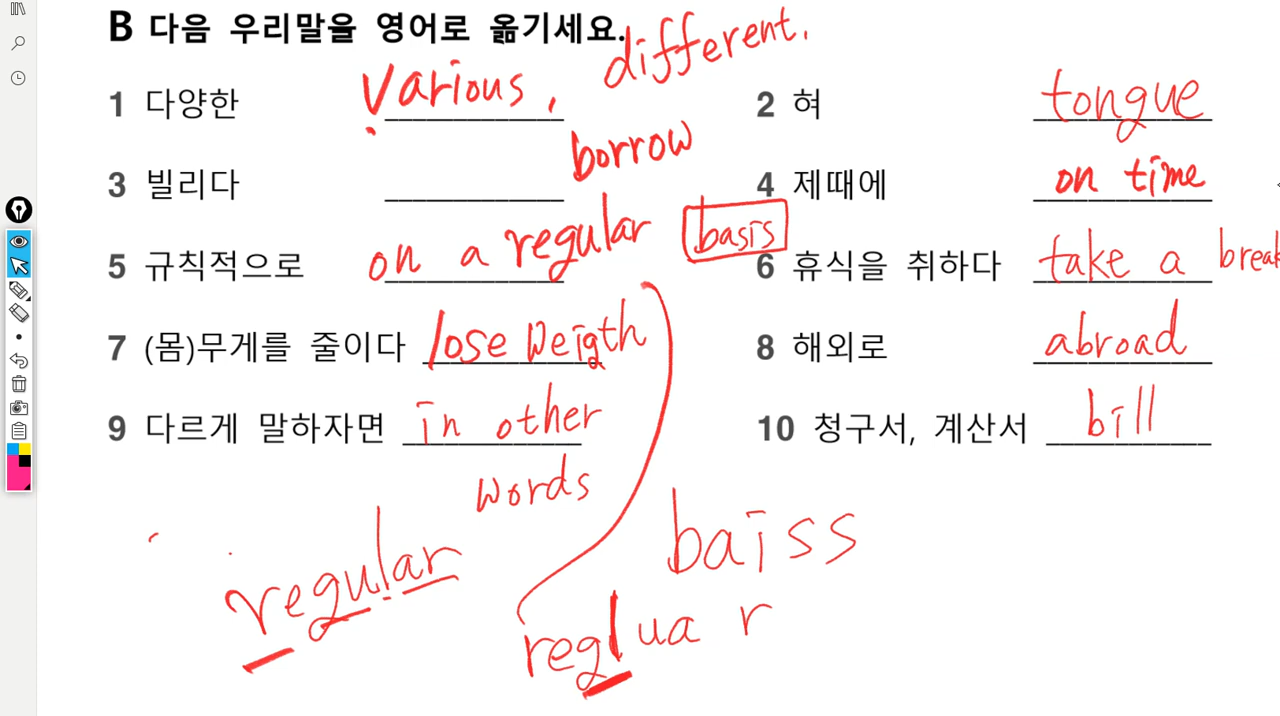 B 다음 우리말을 영어로 옮기세요.
different.
1 다양한 various,
2 혀 tongue
3 빌리다 borrow
4 제때에 on time
5 규칙적으로 on a regular basis
6 휴식을 취하다 take a break
7 (몸)무게를 줄이다 lose weigth
8 해외로 abroad
9 다르게 말하자면 in other
words
10 청구서, 계산서 bill
regular
baiss
regluar